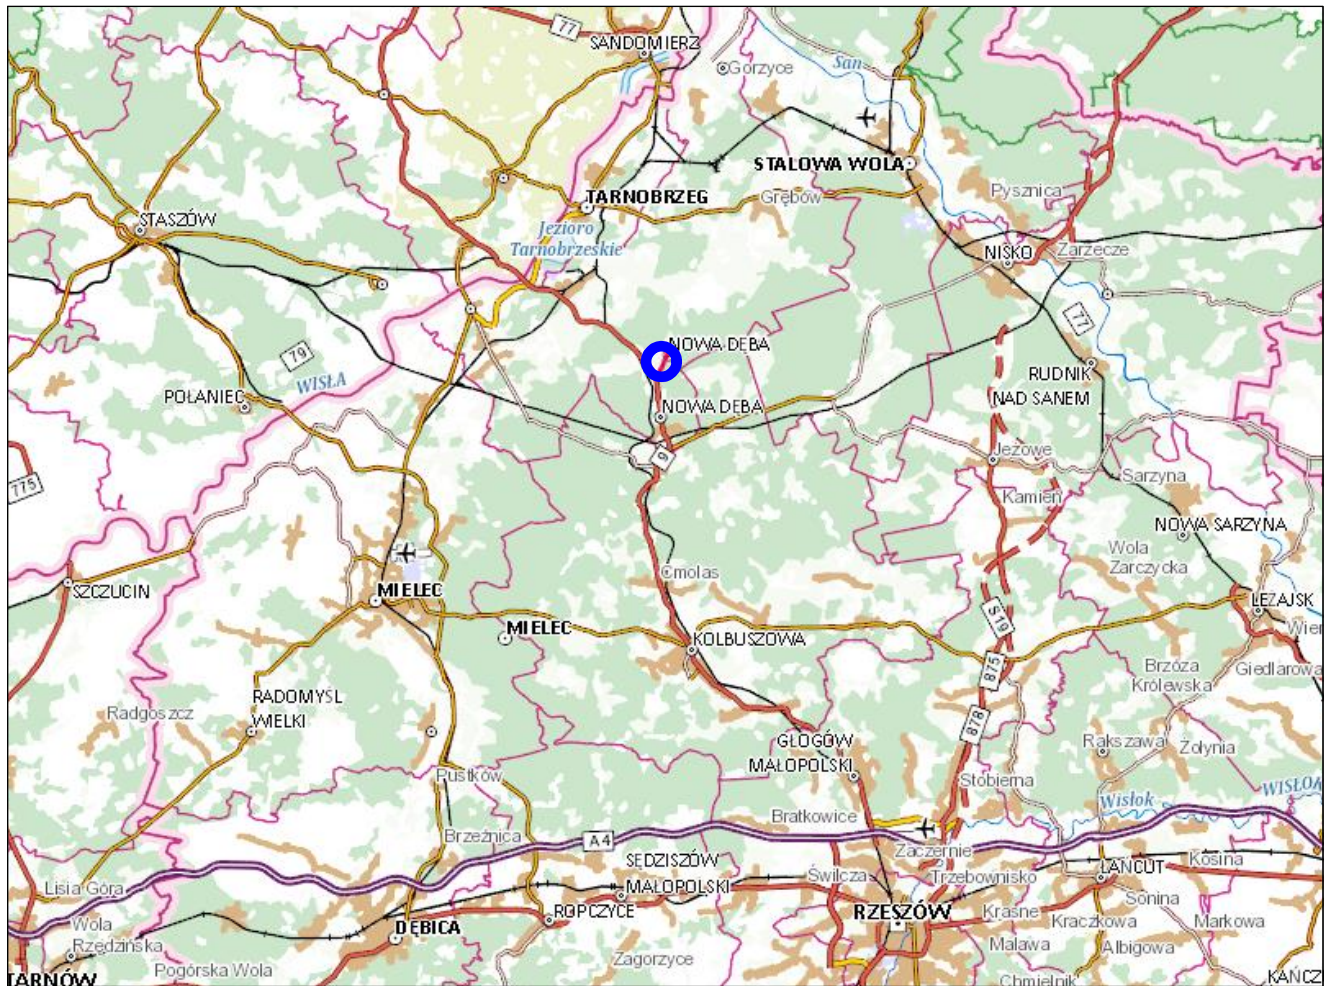 77
SANDOMIERZ
Gorzyce
San
STALOWA WOLA
Pysznica
TARNOBRZEG
Grębów
STASZÓW
Jezioro
Tarnobrzeskie
NISKO
Zarzecze
77
NOWA DĘBA
79
WISŁA
RUDNIK
NAD SANEM
POŁANIEC
NOWA DĘBA
9
Jeżowe
775
Sarzyna
Kamień
NOWA SARZYNA
Wola
Zarczycka
Cmolas
SZCZUCIN
MIELEC
LEŻAJSK
S19
MIELEC
KOLBUSZOWA
Wier
875
Brzóza
Królewska
Giedlarowa
RADOMYŚL
WIELKI
Radgoszcz
878
GŁOGÓW
MAŁOPOLSKI
Rakszawa
Żołynia
Pustków
Stobierna
WISŁOK
Wisłok
Bratkowice
Brzeźnica
A4
Zaczernie
SĘDZISZÓW
MAŁOPOLSKI
Świlcza
Trzebownisko
ŁAŃCUT
Kosina
Lisia Góra
Sonina
Wola
Rzędzińska
ROPCZYCE
RZESZÓW
Krasne
Kraczkowa
Markowa
DĘBICA
Malawa
Albigowa
Zagorzyce
Pogórska Wola
TARNÓW
Chmielnik
KAŃCZ